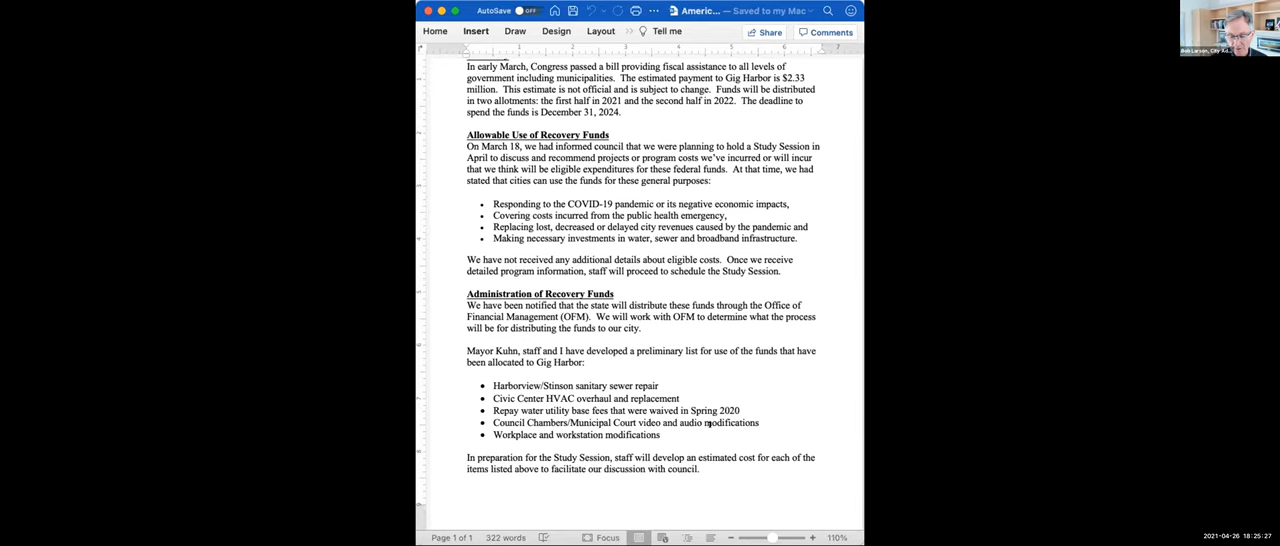 AutoSave OFF
Americ... — Saved to my Mac
Home Insert Draw Design Layout Tell me Share Comments
1 2 3 4 5 6 7
In early March, Congress passed a bill providing fiscal assistance to all levels of
government including municipalities. The estimated payment to Gig Harbor is $2.33
million. This estimate is not official and is subject to change. Funds will be distributed
in two allotments: the first half in 2021 and the second half in 2022. The deadline to
spend the funds is December 31, 2024.
Allowable Use of Recovery Funds
On March 18, we had informed council that we were planning to hold a Study Session in
April to discuss and recommend projects or program costs we've incurred or will incur
that we think will be eligible expenditures for these federal funds. At that time, we had
stated that cities can use the funds for these general purposes:
• Responding to the COVID-19 pandemic or its negative economic impacts,
• Covering costs incurred from the public health emergency,
• Replacing lost, decreased or delayed city revenues caused by the pandemic and
• Making necessary investments in water, sewer and broadband infrastructure.
We have not received any additional details about eligible costs. Once we receive
detailed program information, staff will proceed to schedule the Study Session.
Administration of Recovery Funds
We have been notified that the state will distribute these funds through the Office of
Financial Management (OFM). We will work with OFM to determine what the process
will be for distributing the funds to our city.
Mayor Kuhn, staff and I have developed a preliminary list for use of the funds that have
been allocated to Gig Harbor:
• Harborview/Stinson sanitary sewer repair
• Civic Center HVAC overhaul and replacement
• Repay water utility base fees that were waived in Spring 2020
• Council Chambers/Municipal Court video and audio modifications
• Workplace and workstation modifications
In preparation for the Study Session, staff will develop an estimated cost for each of the
items listed above to facilitate our discussion with council.
Page 1 of 1 322 words Focus 110%
Bob Larson, City Ad...
2021-04-26 18:25:27